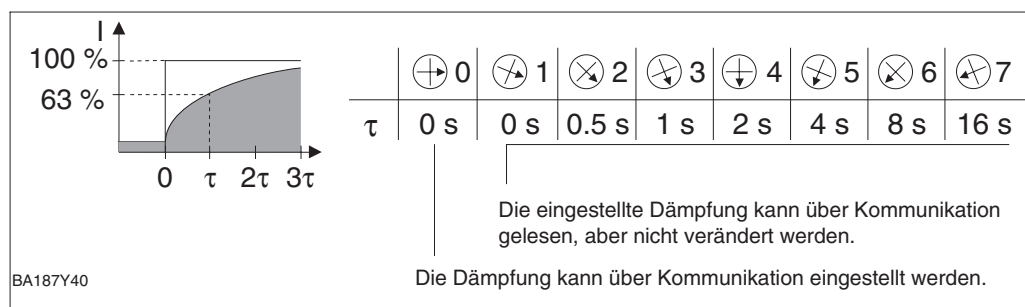 I
100 %
63 %
0 τ 2τ 3τ
0 1 2 3 4 5 6 7
τ 0 s 0 s 0.5 s 1 s 2 s 4 s 8 s 16 s
Die eingestellte Dämpfung kann über Kommunikation
gelesen, aber nicht verändert werden.
Die Dämpfung kann über Kommunikation eingestellt werden.
BA187Y40